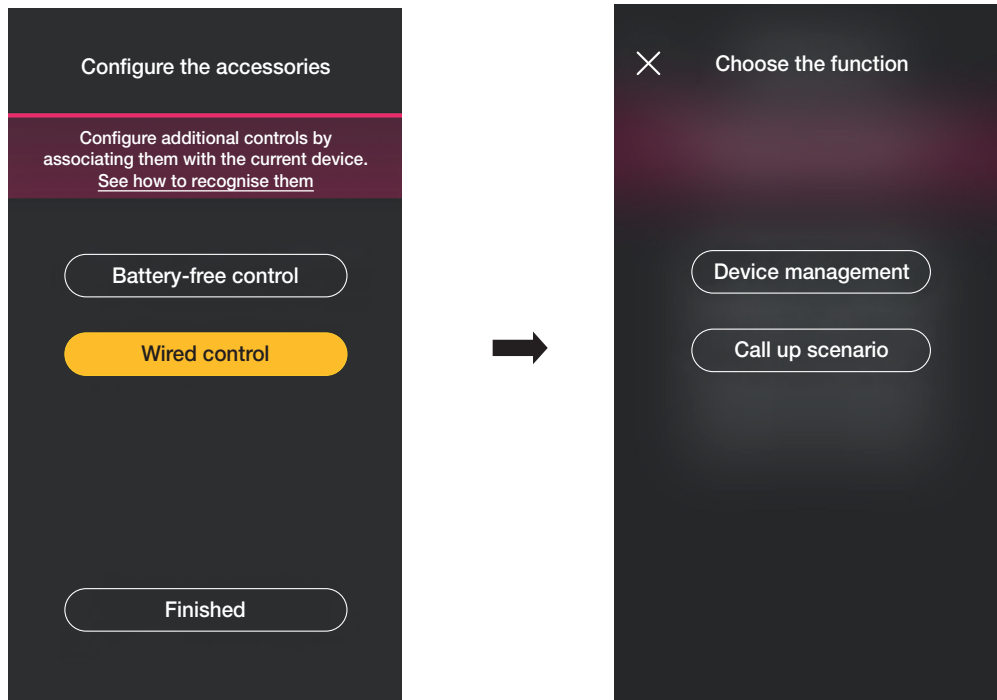 Configure the accessories
Configure additional controls by
associating them with the current device.
See how to recognise them
Battery-free control
Wired control
Finished
Choose the function
Device management
Call up scenario